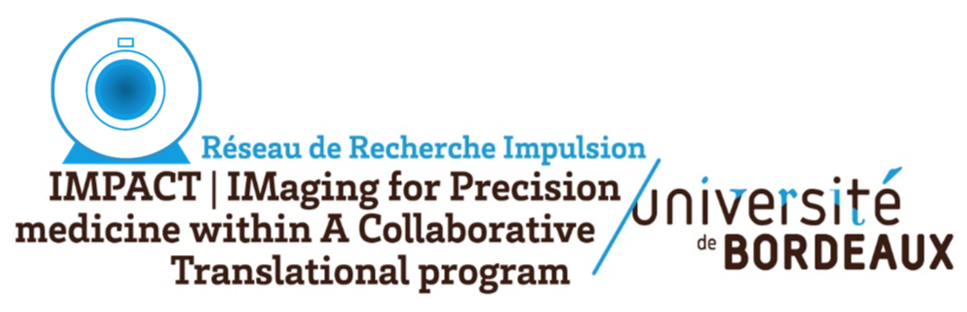 Réseau de Recherche Impulsion
IMPACT | IMaging for Precision
medicine within A Collaborative
Translational program
université
de BORDEAUX